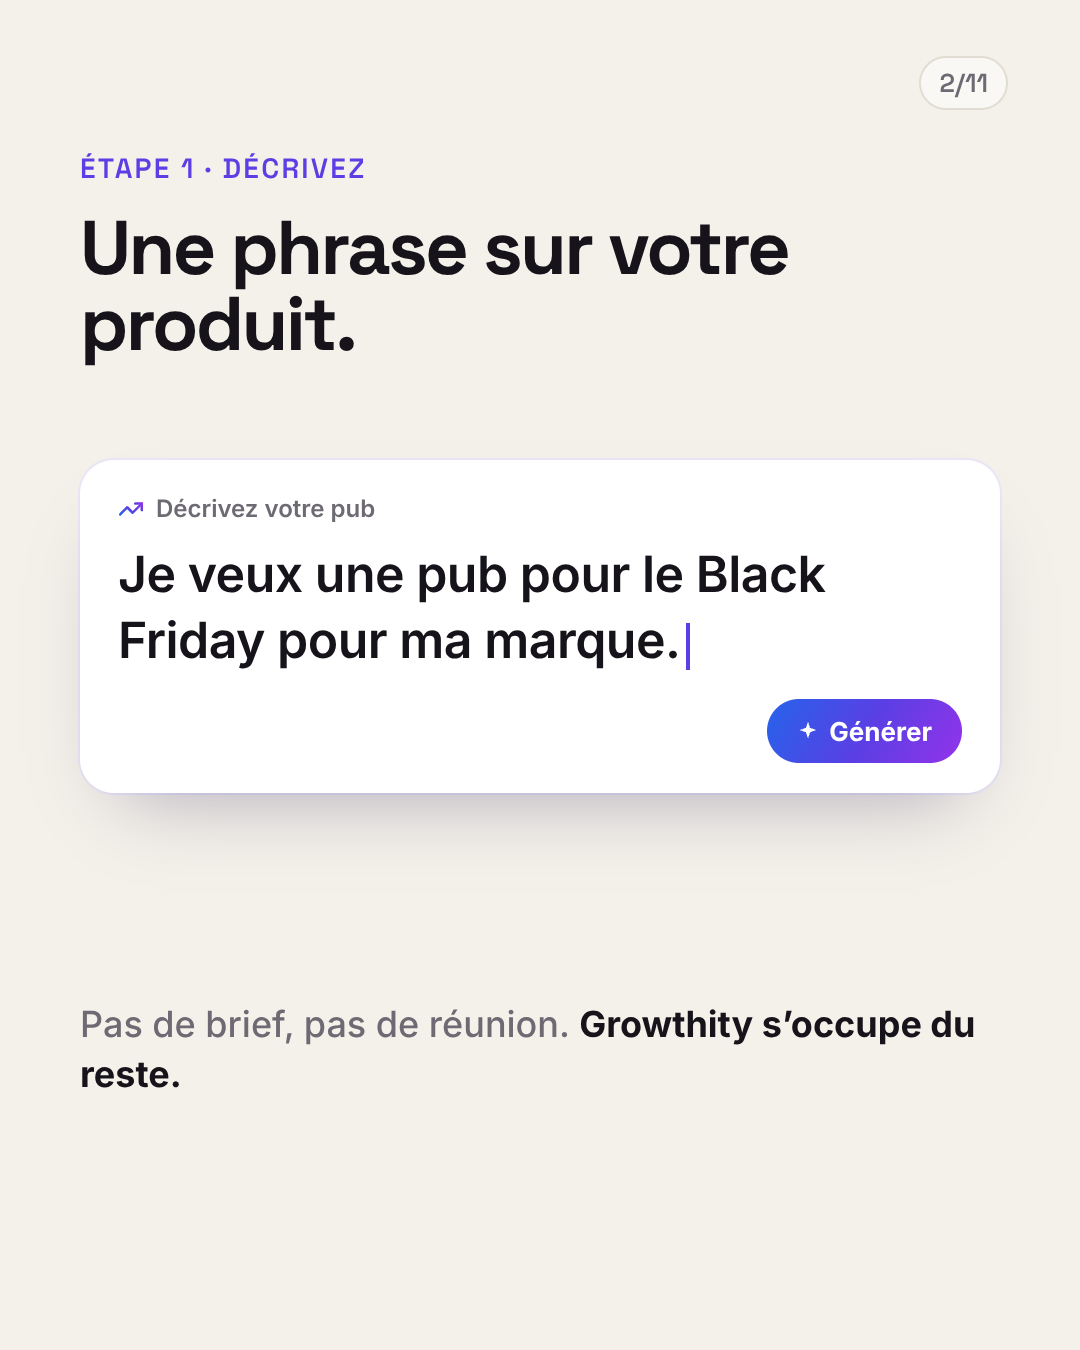 2/11
ÉTAPE 1 · DÉCRIVEZ
Une phrase sur votre
produit.
Décrivez votre pub
Je veux une pub pour le Black
Friday pour ma marque.
Générer
Pas de brief, pas de réunion. Growthity s’occupe du
reste.